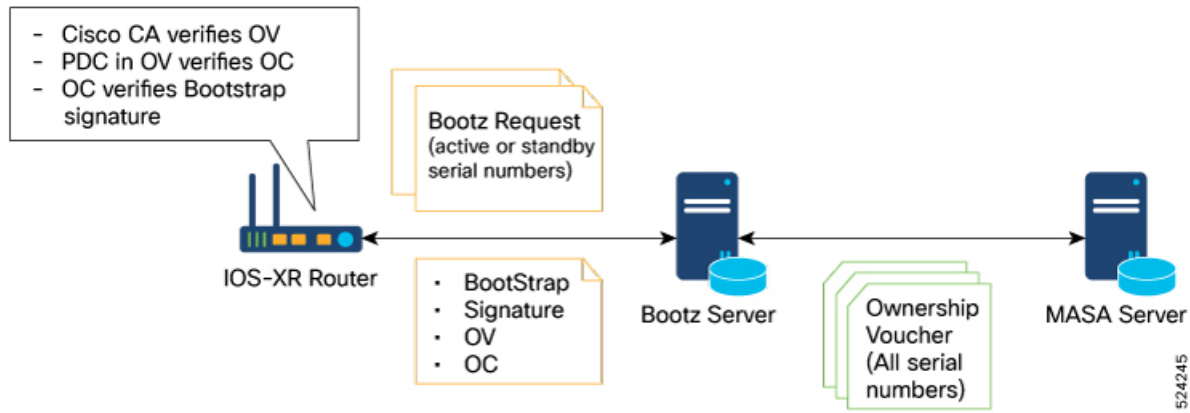 - Cisco CA verifies OV
- PDC in OV verifies OC
- OC verifies Bootstrap
signature
Bootz Request
(active or standby
serial numbers)
IOS-XR Router
▪ BootStrap
▪ Signature
▪ OV
▪ OC
Bootz Server
Ownership
Voucher
(All serial
numbers)
MASA Server
524245